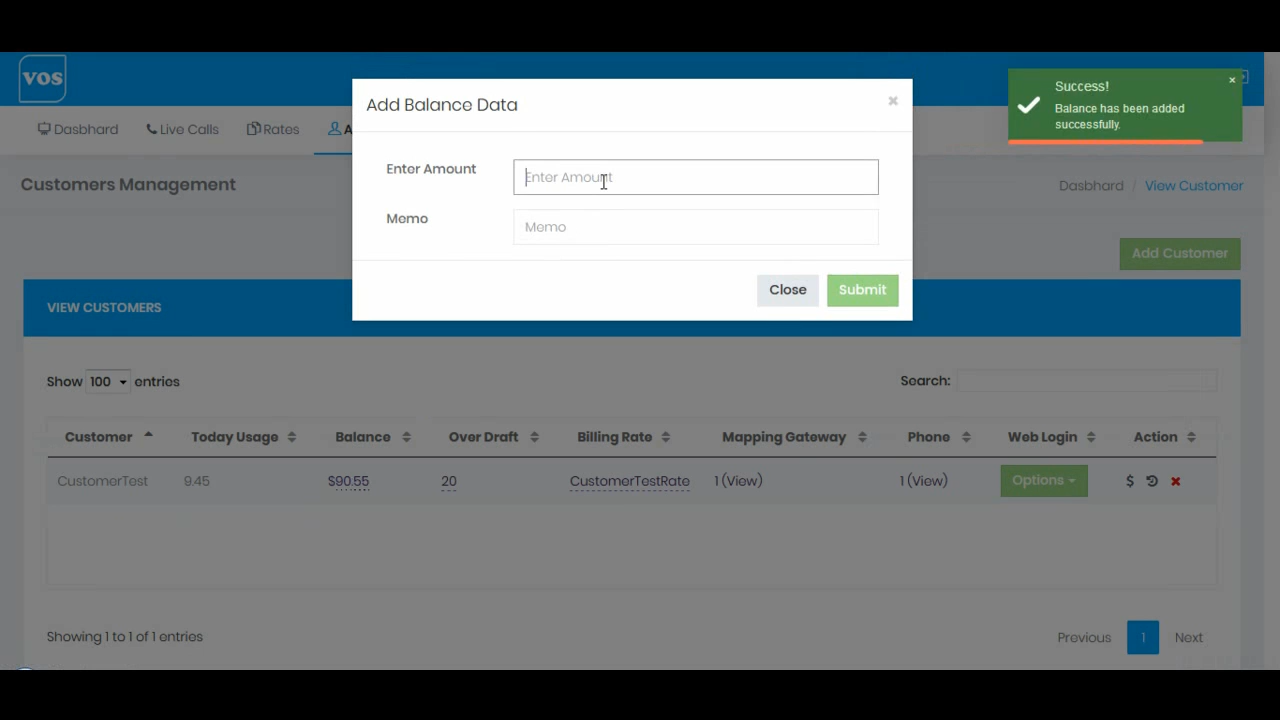 vos
Add Balance Data
×
Success!
×
Balance has been added
successfully.
Dasbhard
Live Calls
Rates
A
Enter Amount
Enter Amount
Memo
Memo
Close
Submit
Customers Management
Dasbhard / View Customer
Add Customer
VIEW CUSTOMERS
Show 100 entries
Search:
Customer Today Usage Balance Over Draft Billing Rate Mapping Gateway Phone Web Login Action
CustomerTest 9.45 $90.55 20 CustomerTestRate 1 (View) 1 (View) Options $
Showing 1 to 1 of 1 entries
Previous 1 Next